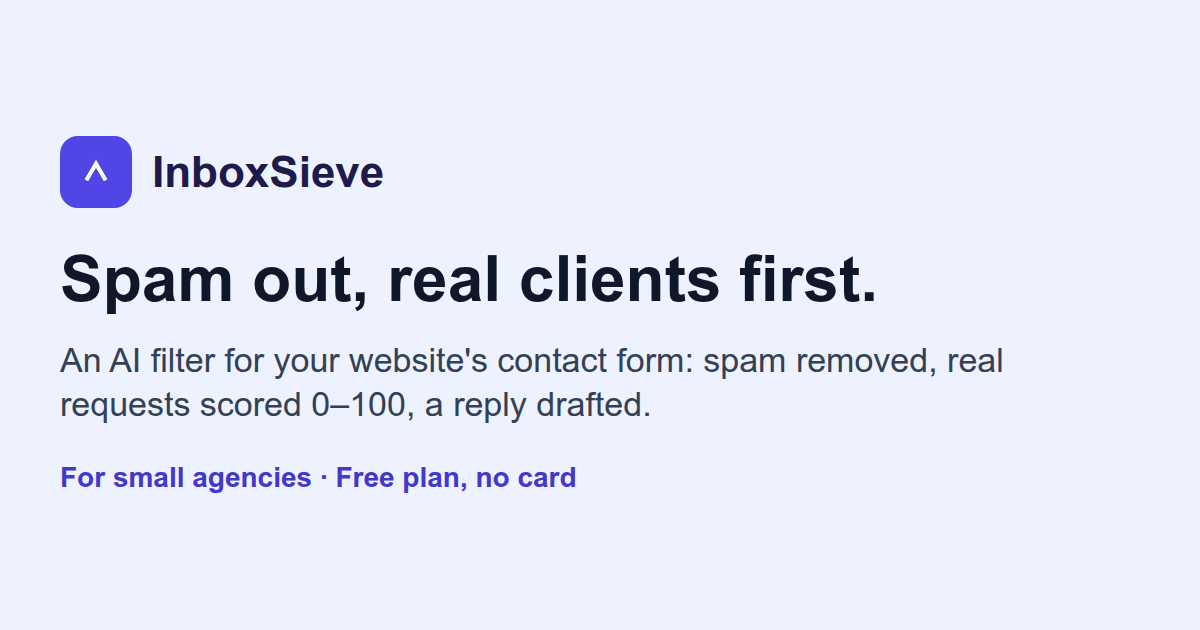 InboxSieve
Spam out, real clients first.
An AI filter for your website's contact form: spam removed, real
requests scored 0–100, a reply drafted.
For small agencies · Free plan, no card